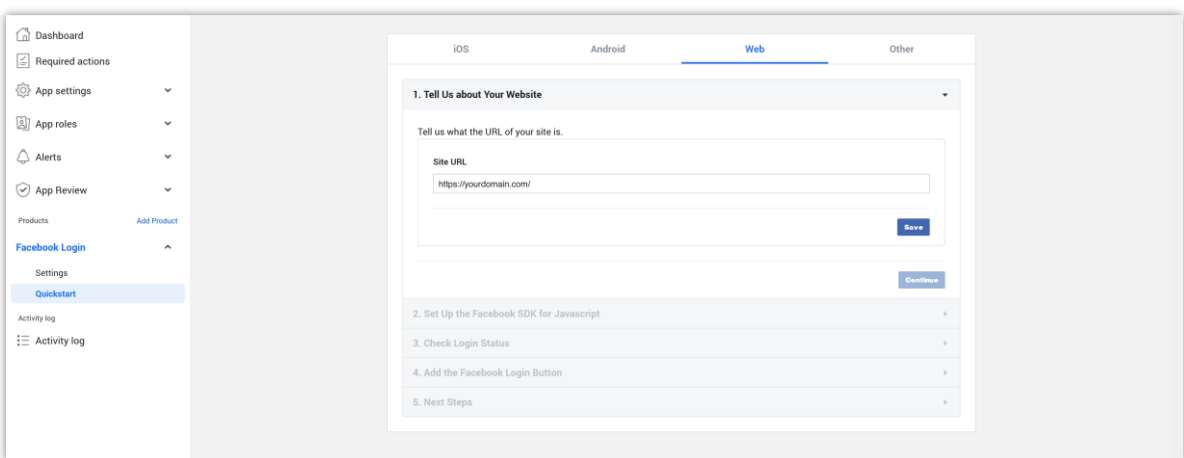 Dashboard
Required actions
App settings
App roles
Alerts
App Review
Products Add Product
Facebook Login
Settings
Quickstart
Activity log
Activity log
iOS Android Web Other
1. Tell Us about Your Website
Tell us what the URL of your site is.
Site URL
https://yourdomain.com/
Save
Continue
2. Set Up the Facebook SDK for Javascript
3. Check Login Status
4. Add the Facebook Login Button
5. Next Steps